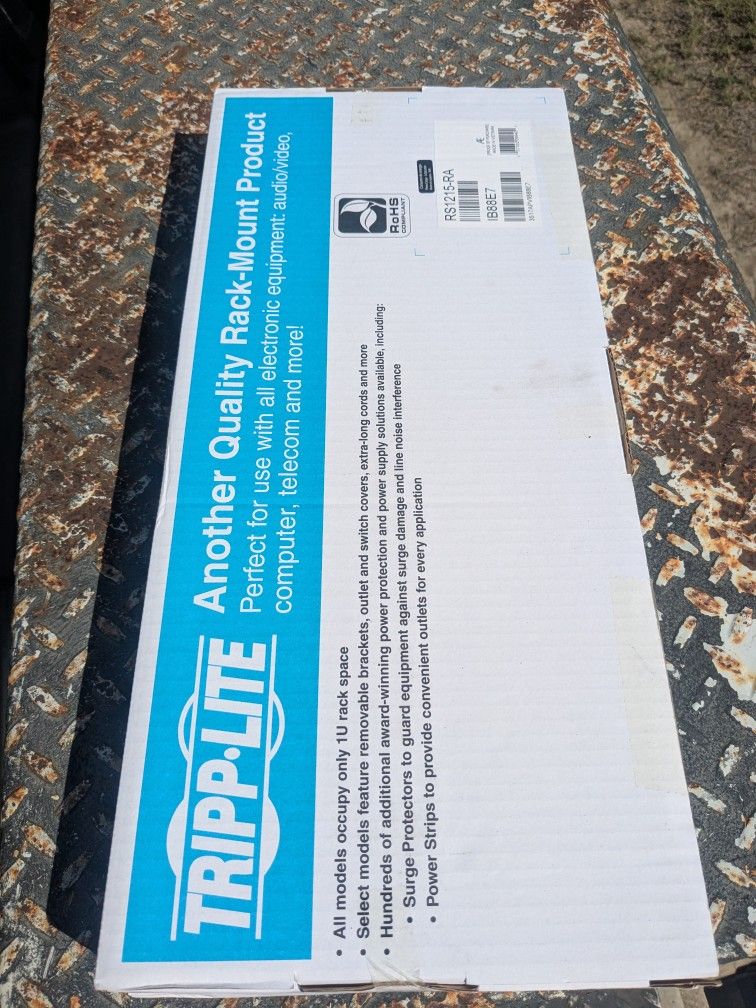 TRIPP·LITE
Another Quality Rack-Mount Product
Perfect for use with all electronic equipment: audio/video,
computer, telecom and more!
• All models occupy only 1U rack space
• Select models feature removable brackets, outlet and switch covers, extra-long cords and more
• Hundreds of additional award-winning power protection and power supply solutions available, including:
• Surge Protectors to guard equipment against surge damage and line noise interference
• Power Strips to provide convenient outlets for every application
RoHS
COMPLIANT
RS1215-RA
IB88E7